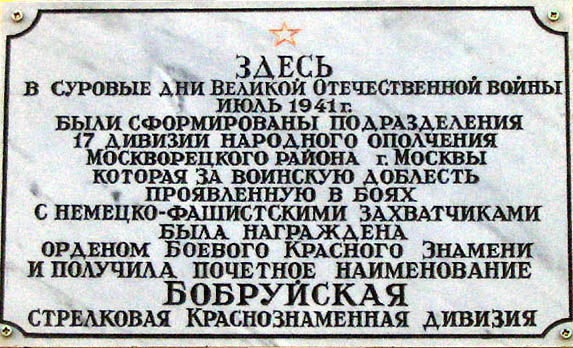 ЗДЕСЬ
В СУРОВЫЕ ДНИ ВЕЛИКОЙ ОТЕЧЕСТВЕННОЙ ВОЙНЫ
ИЮЛЬ 1941 г.
БЫЛИ СФОРМИРОВАНЫ ПОДРАЗДЕЛЕНИЯ
17 ДИВИЗИИ НАРОДНОГО ОПОЛЧЕНИЯ
МОСКВОРЕЦКОГО РАЙОНА г. МОСКВЫ
КОТОРАЯ ЗА ВОИНСКУЮ ДОБЛЕСТЬ
ПРОЯВЛЕННУЮ В БОЯХ
С НЕМЕЦКО-ФАШИСТСКИМИ ЗАХВАТЧИКАМИ
БЫЛА НАГРАЖДЕНА
ОРДЕНОМ БОЕВОГО КРАСНОГО ЗНАМЕНИ
И ПОЛУЧИЛА ПОЧЕТНОЕ НАИМЕНОВАНИЕ
БОБРУЙСКАЯ
СТРЕЛКОВАЯ КРАСНОЗНАМЕННАЯ ДИВИЗИЯ